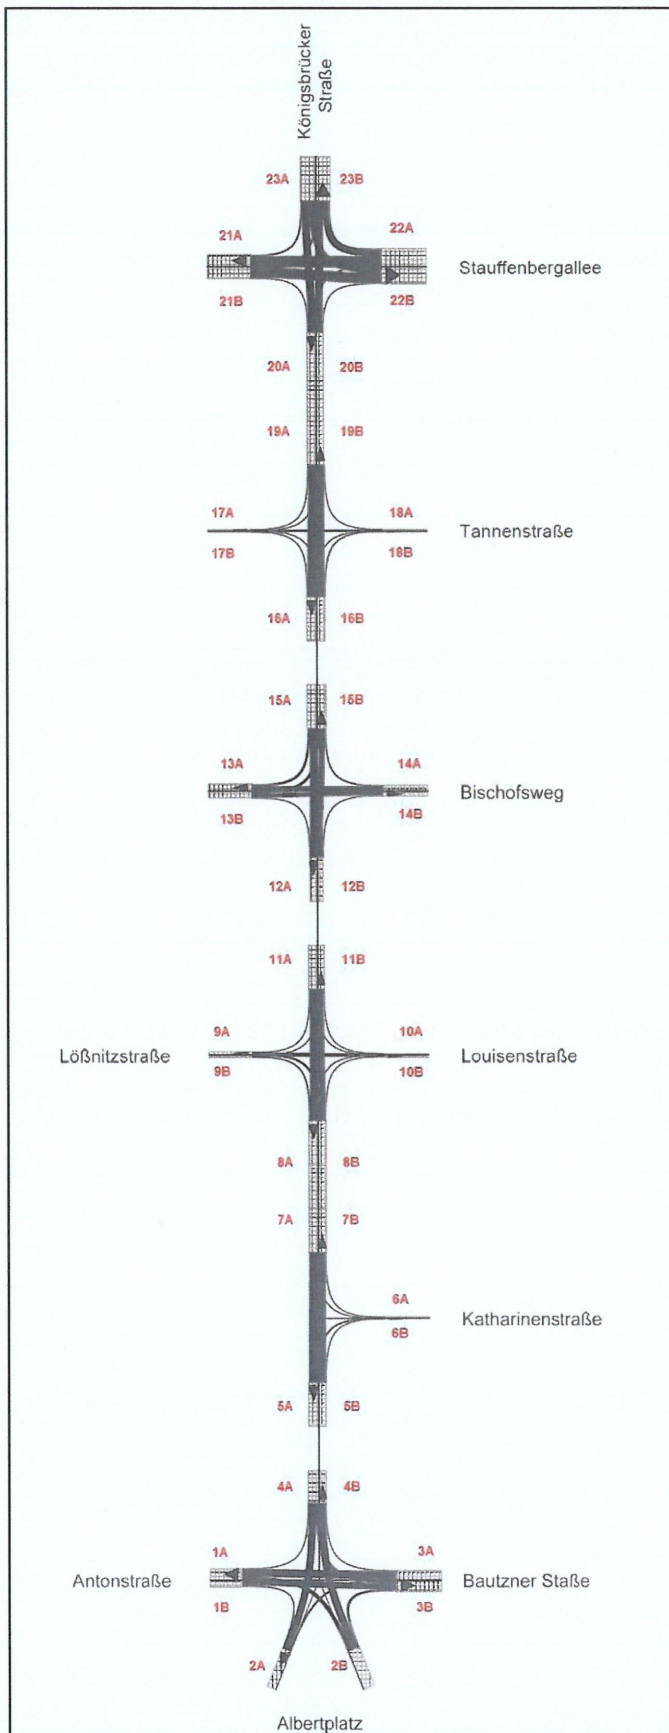 Königsbrücker
Straße
23A 23B
21A 22A
Stauffenbergallee
21B 22B
20A 20B
19A 19B
17A 18A
Tannenstraße
17B 18B
16A 16B
15A 15B
13A 14A
Bischofsweg
13B 14B
12A 12B
11A 11B
9A 10A
Lößnitzstraße Louisenstraße
9B 10B
8A 8B
7A 7B
6A
Katharinenstraße
6B
5A 5B
4A 4B
1A 3A
Antonstraße Bautzner Staße
1B 3B
2A 2B
Albertplatz